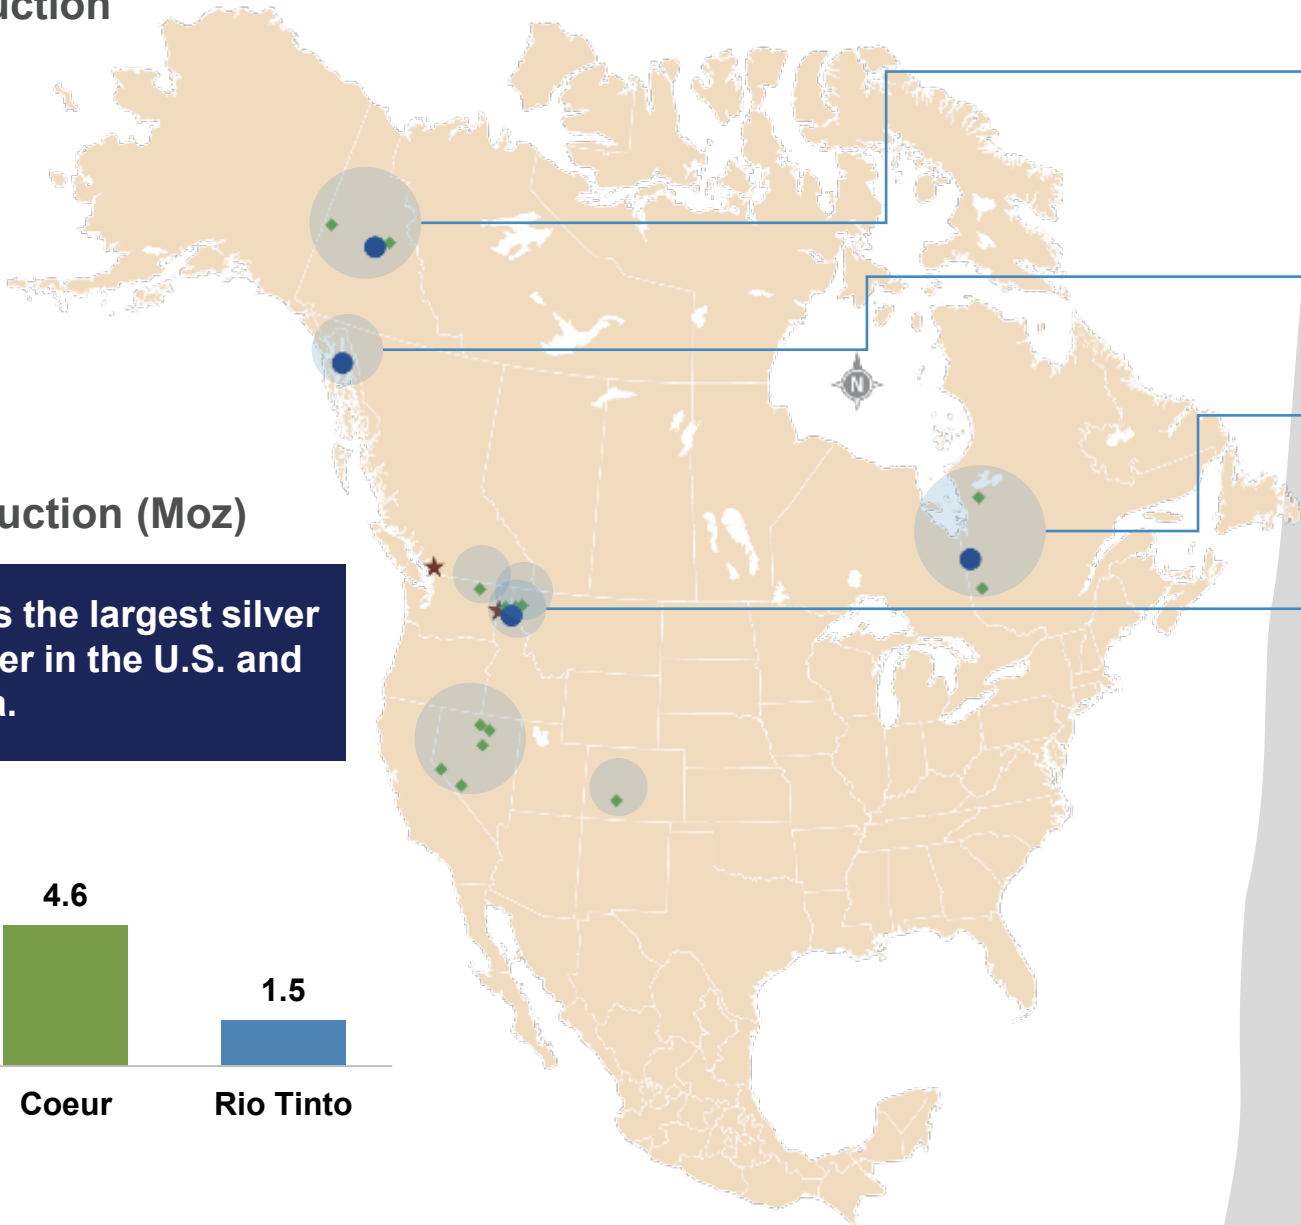 uction
N
uction (Moz)
s the largest silver
er in the U.S. and
a.
4.6
1.5
Coeur
Rio Tinto